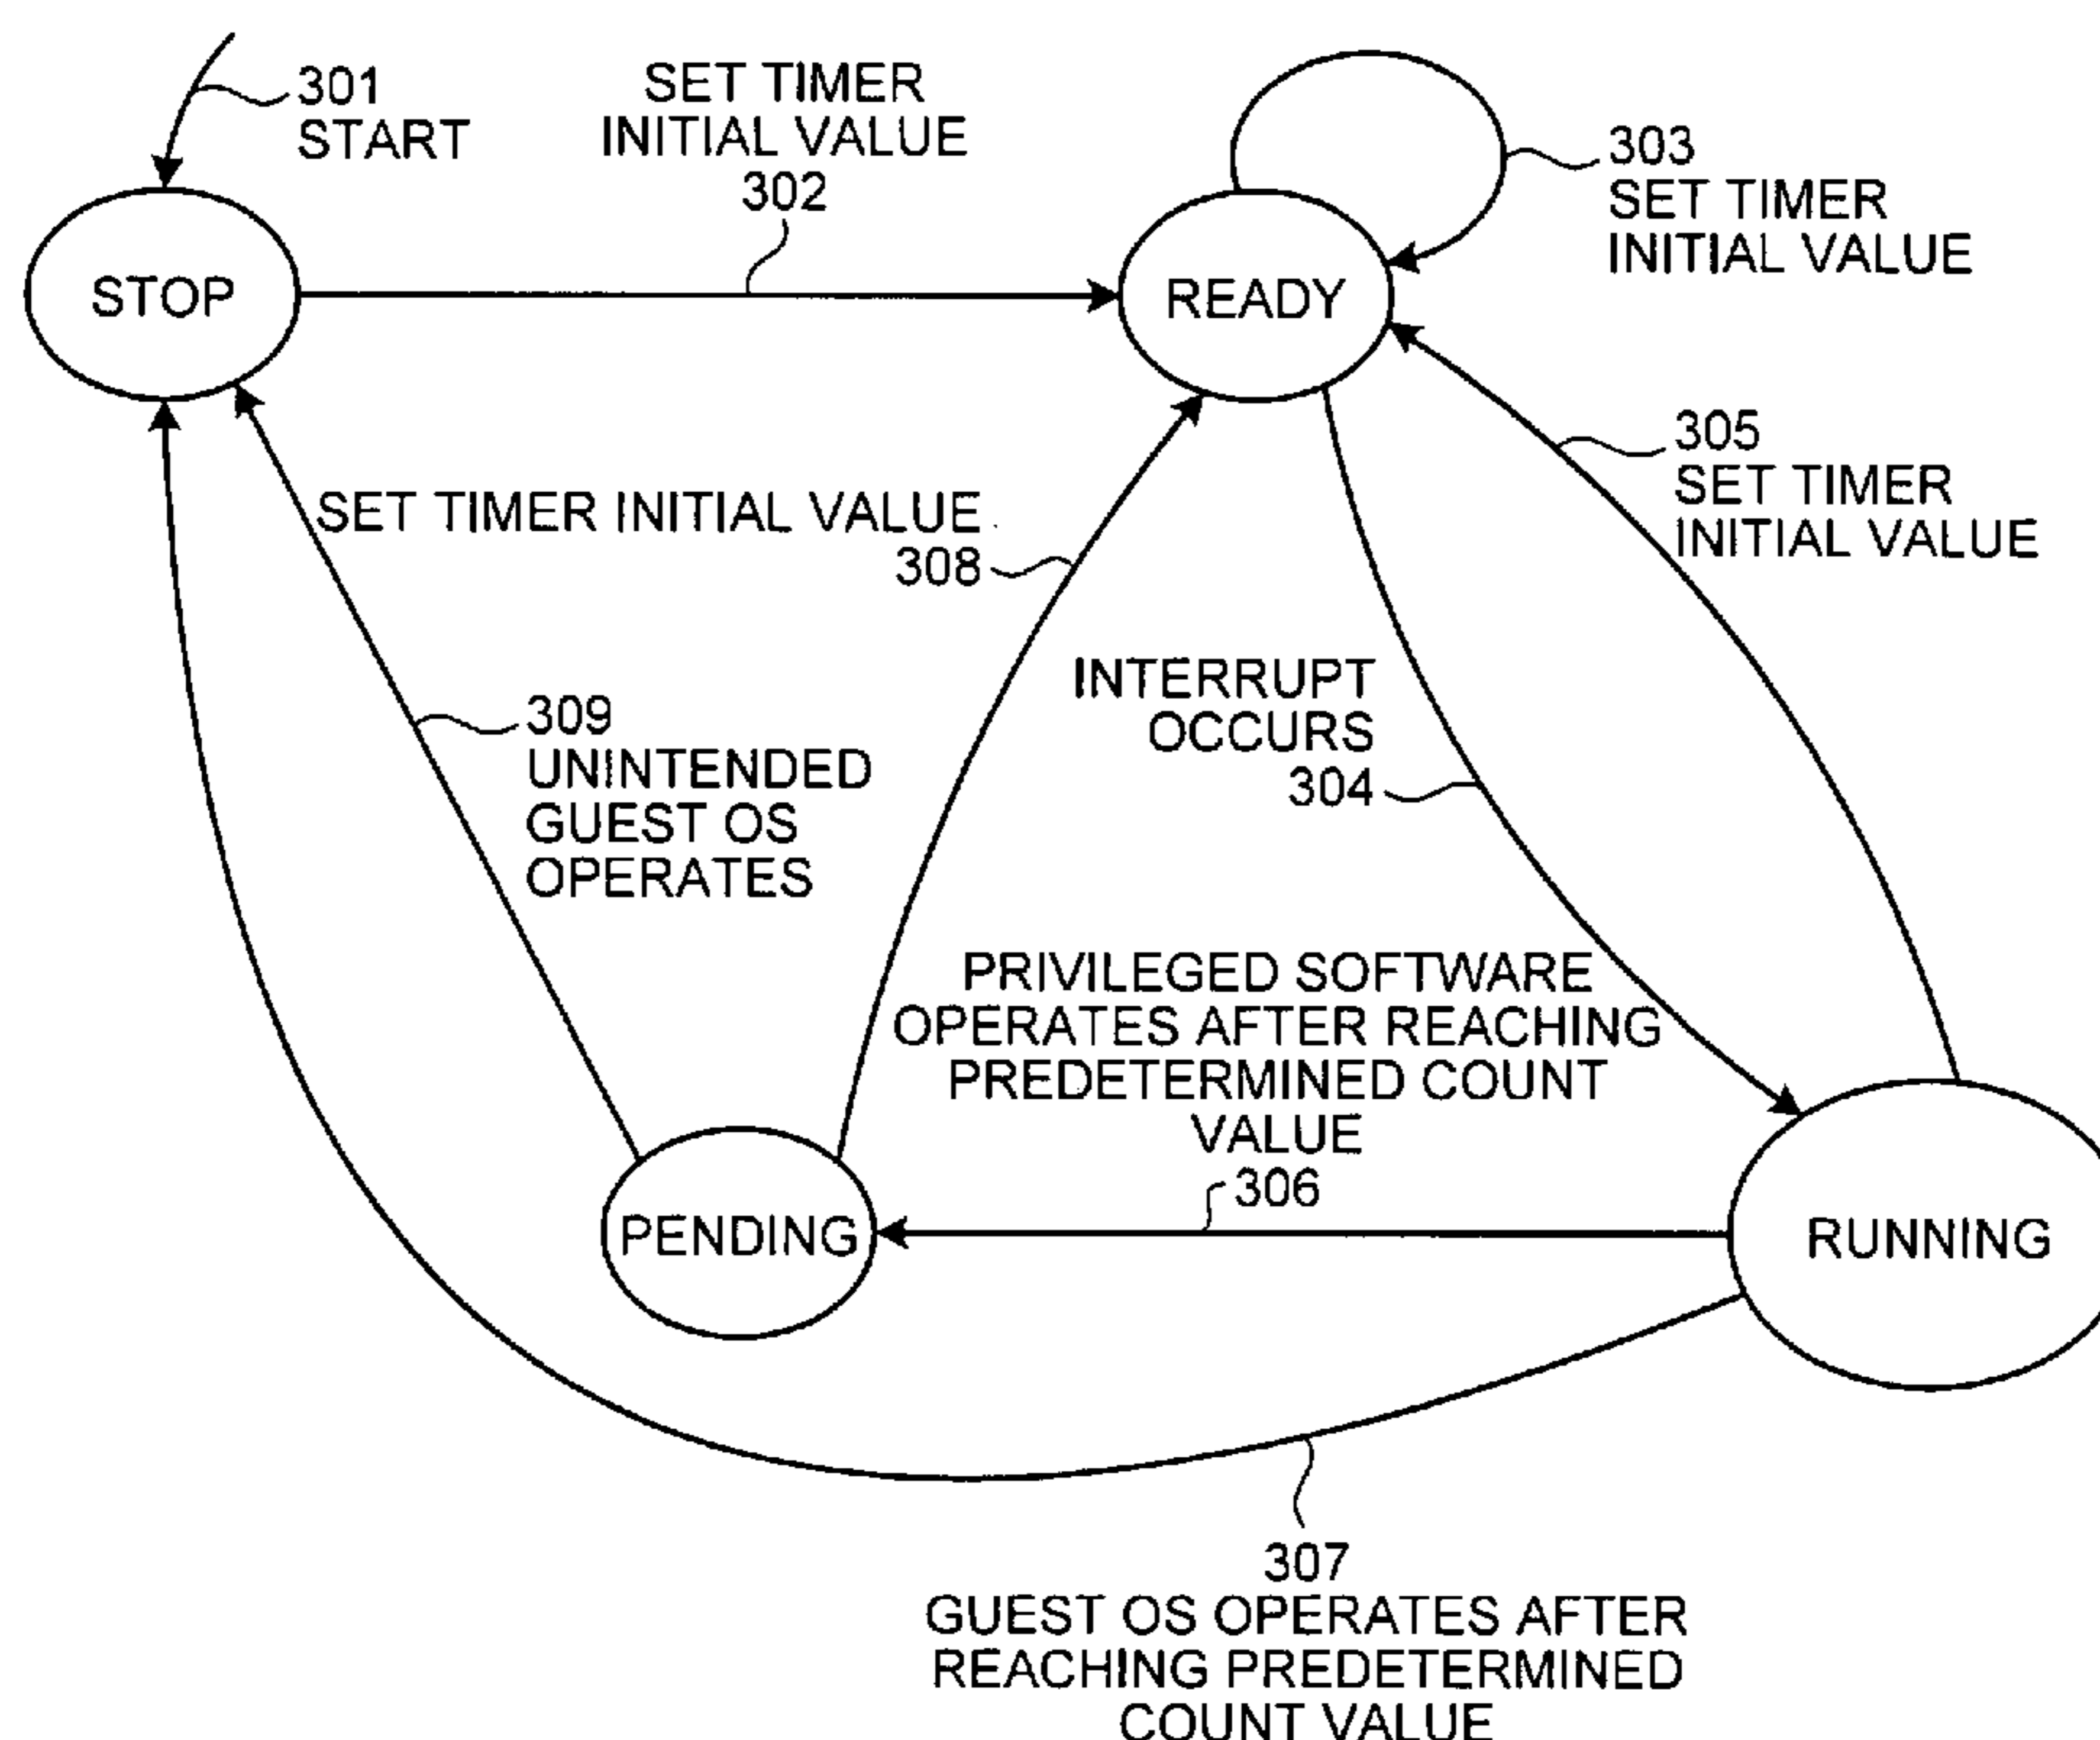 301
START
SET TIMER
INITIAL VALUE
302
303
SET TIMER
INITIAL VALUE
STOP
READY
305
SET TIMER
INITIAL VALUE
SET TIMER INITIAL VALUE
308
INTERRUPT
OCCURS
304
309
UNINTENDED
GUEST OS
OPERATES
PRIVILEGED SOFTWARE
OPERATES AFTER REACHING
PREDETERMINED COUNT
VALUE
306
PENDING
RUNNING
307
GUEST OS OPERATES AFTER
REACHING PREDETERMINED
COUNT VALUE